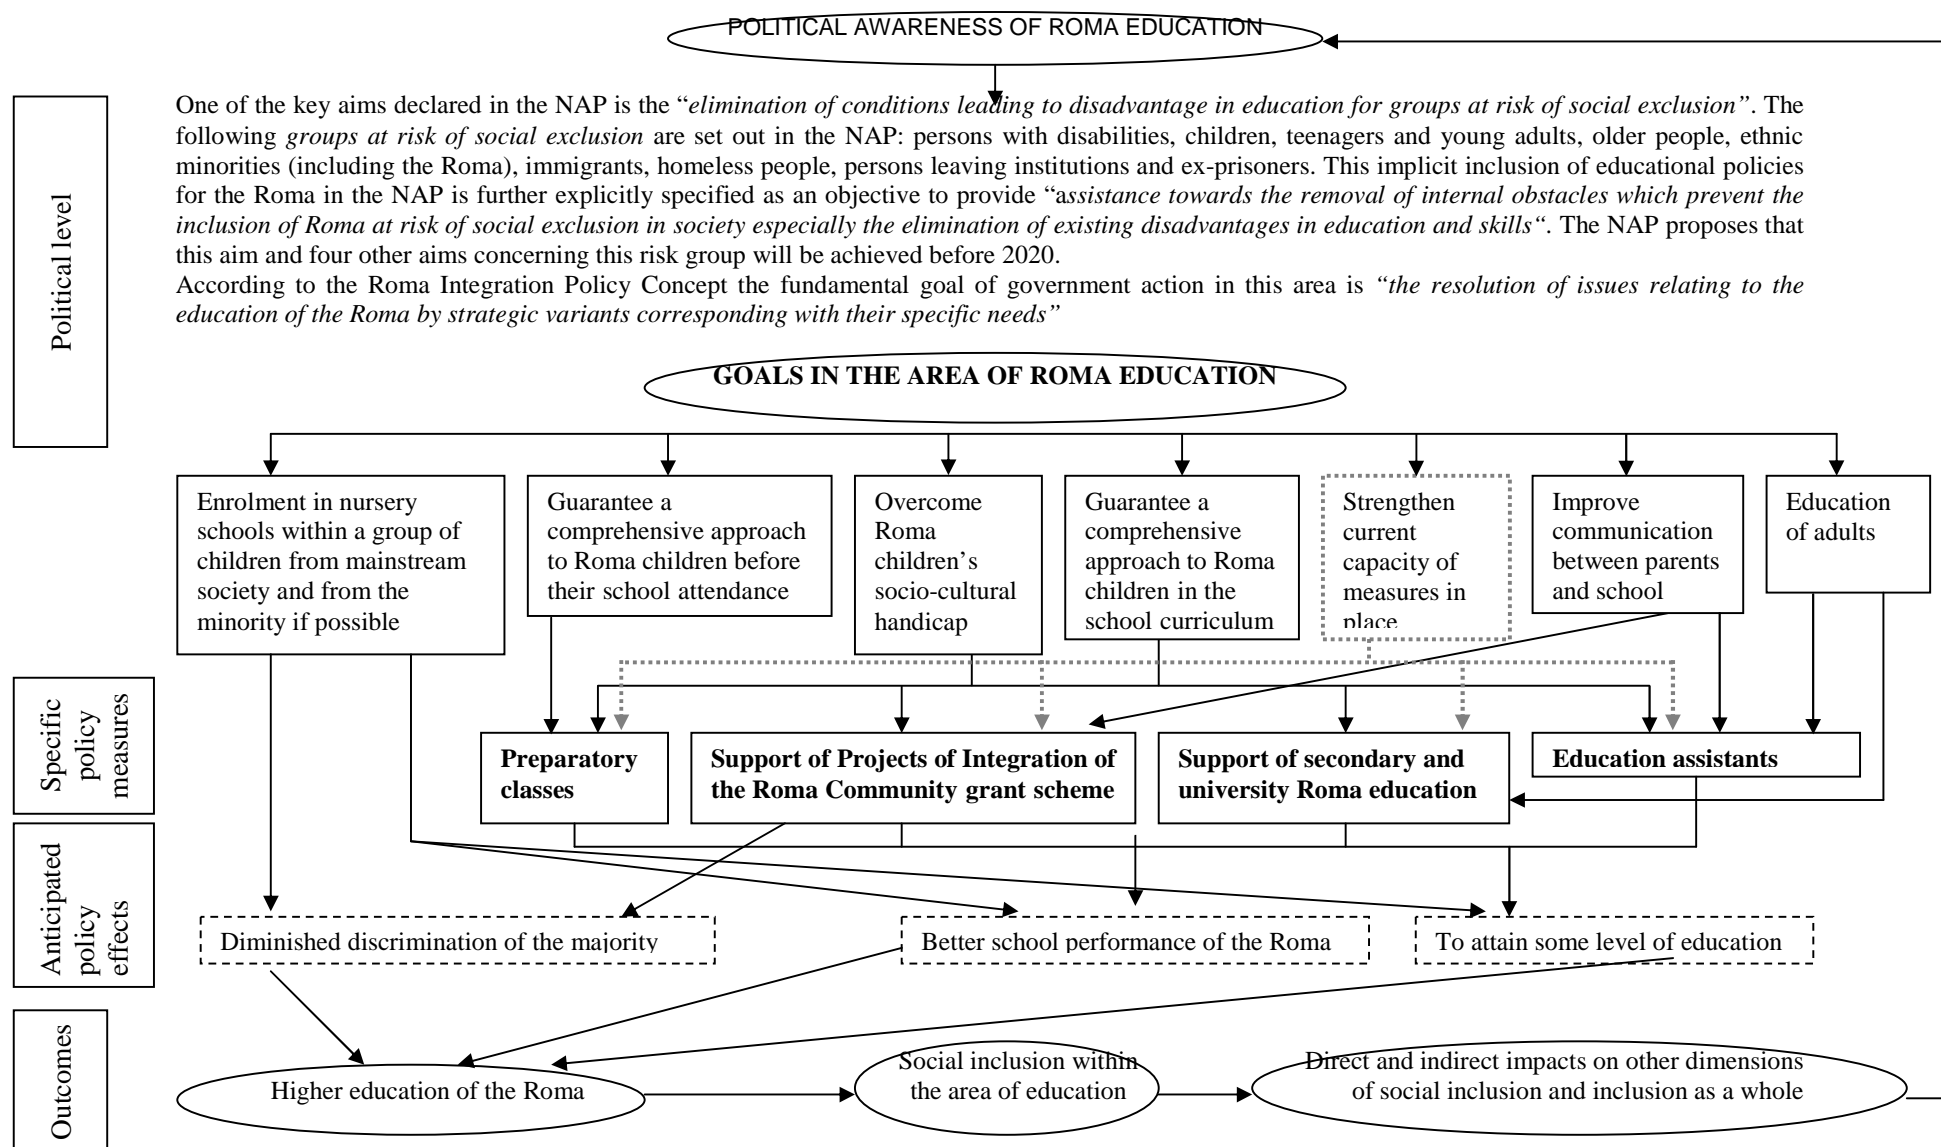 POLITICAL AWARENESS OF ROMA EDUCATION
Political level
One of the key aims declared in the NAP is the “elimination of conditions leading to disadvantage in education for groups at risk of social exclusion”. The
following groups at risk of social exclusion are set out in the NAP: persons with disabilities, children, teenagers and young adults, older people, ethnic
minorities (including the Roma), immigrants, homeless people, persons leaving institutions and ex-prisoners. This implicit inclusion of educational policies
for the Roma in the NAP is further explicitly specified as an objective to provide “assistance towards the removal of internal obstacles which prevent the
inclusion of Roma at risk of social exclusion in society especially the elimination of existing disadvantages in education and skills“. The NAP proposes that
this aim and four other aims concerning this risk group will be achieved before 2020.
According to the Roma Integration Policy Concept the fundamental goal of government action in this area is “the resolution of issues relating to the
education of the Roma by strategic variants corresponding with their specific needs”
GOALS IN THE AREA OF ROMA EDUCATION
Enrolment in nursery
schools within a group of
children from mainstream
society and from the
minority if possible
Guarantee a
comprehensive approach
to Roma children before
their school attendance
Overcome
Roma
children’s
socio-cultural
handicap
Guarantee a
comprehensive
approach to Roma
children in the
school curriculum
Strengthen
current
capacity of
measures in
place
Improve
communication
between parents
and school
Education
of adults
Specific
policy
measures
Preparatory
classes
Support of Projects of Integration of
the Roma Community grant scheme
Support of secondary and
university Roma education
Education assistants
Anticipated
policy
effects
Diminished discrimination of the majority
Better school performance of the Roma
To attain some level of education
Outcomes
Higher education of the Roma
Social inclusion within
the area of education
Direct and indirect impacts on other dimensions
of social inclusion and inclusion as a whole